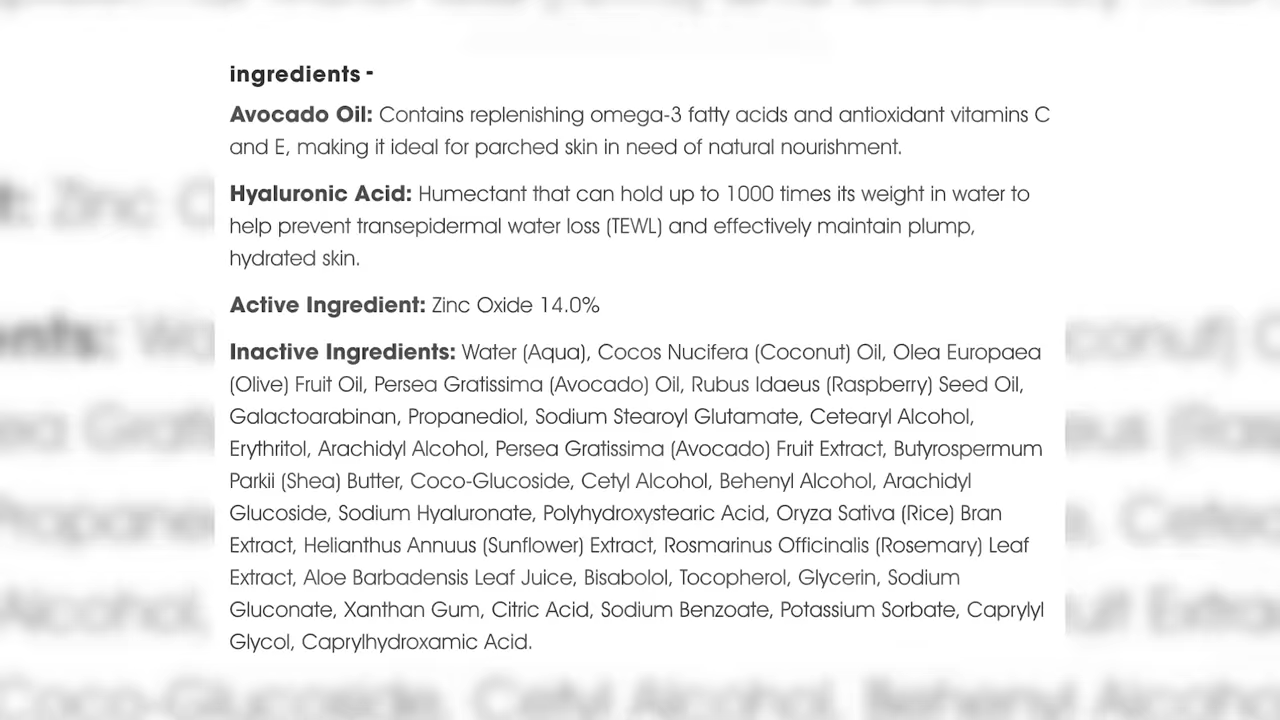 ingredients -
Avocado Oil: Contains replenishing omega-3 fatty acids and antioxidant vitamins C
and E, making it ideal for parched skin in need of natural nourishment.
Hyaluronic Acid: Humectant that can hold up to 1000 times its weight in water to
help prevent transepidermal water loss (TEWL) and effectively maintain plump,
hydrated skin.
Active Ingredient: Zinc Oxide 14.0%
Inactive Ingredients: Water (Aqua), Cocos Nucifera (Coconut) Oil, Olea Europaea
(Olive) Fruit Oil, Persea Gratissima (Avocado) Oil, Rubus Idaeus (Raspberry) Seed Oil,
Galactoarabinan, Propanediol, Sodium Stearoyl Glutamate, Cetearyl Alcohol,
Erythritol, Arachidyl Alcohol, Persea Gratissima (Avocado) Fruit Extract, Butyrospermum
Parkii (Shea) Butter, Coco-Glucoside, Cetyl Alcohol, Behenyl Alcohol, Arachidyl
Glucoside, Sodium Hyaluronate, Polyhydroxystearic Acid, Oryza Sativa (Rice) Bran
Extract, Helianthus Annuus (Sunflower) Extract, Rosmarinus Officinalis (Rosemary) Leaf
Extract, Aloe Barbadensis Leaf Juice, Bisabolol, Tocopherol, Glycerin, Sodium
Gluconate, Xanthan Gum, Citric Acid, Sodium Benzoate, Potassium Sorbate, Caprylyl
Glycol, Caprylhydroxamic Acid.